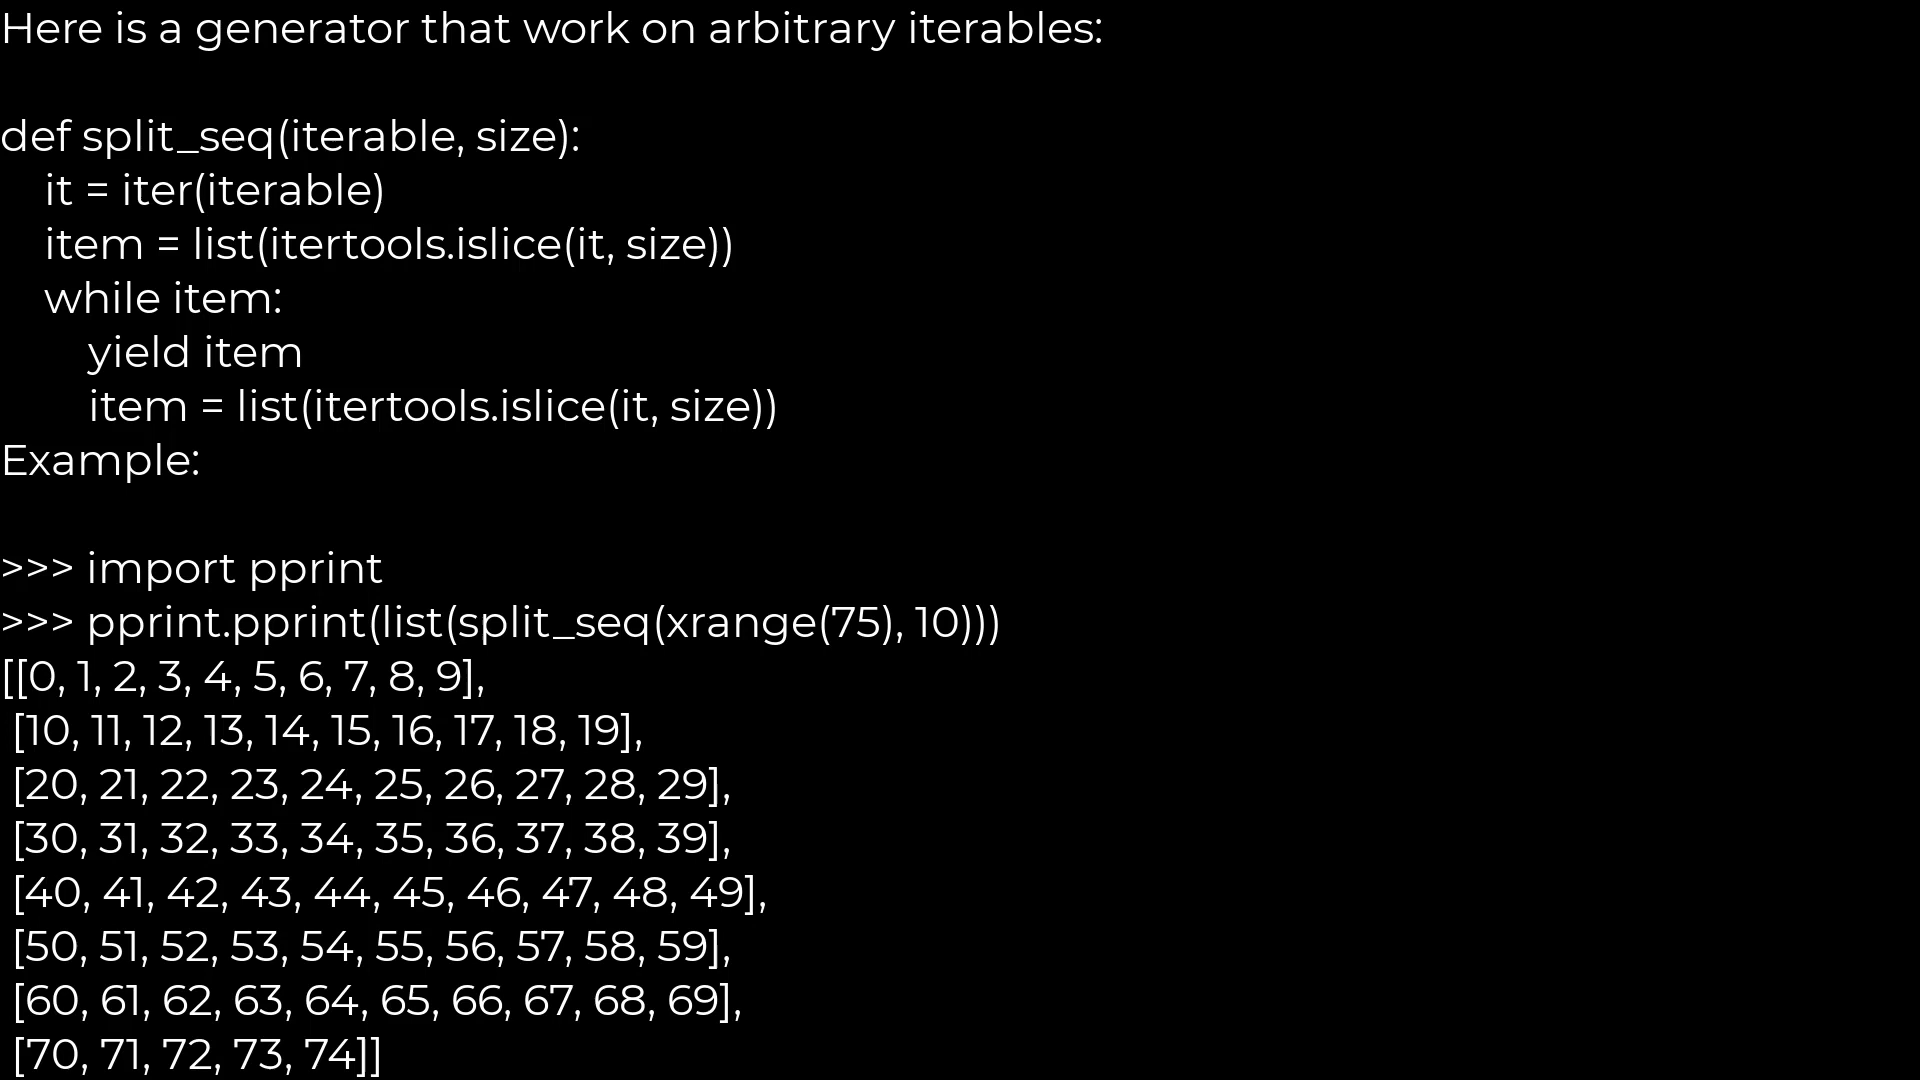 Here is a generator that work on arbitrary iterables:

def split_seq(iterable, size):
    it = iter(iterable)
    item = list(itertools.islice(it, size))
    while item:
        yield item
        item = list(itertools.islice(it, size))
Example:

>>> import pprint
>>> pprint.pprint(list(split_seq(xrange(75), 10)))
[[0, 1, 2, 3, 4, 5, 6, 7, 8, 9],
 [10, 11, 12, 13, 14, 15, 16, 17, 18, 19],
 [20, 21, 22, 23, 24, 25, 26, 27, 28, 29],
 [30, 31, 32, 33, 34, 35, 36, 37, 38, 39],
 [40, 41, 42, 43, 44, 45, 46, 47, 48, 49],
 [50, 51, 52, 53, 54, 55, 56, 57, 58, 59],
 [60, 61, 62, 63, 64, 65, 66, 67, 68, 69],
 [70, 71, 72, 73, 74]]